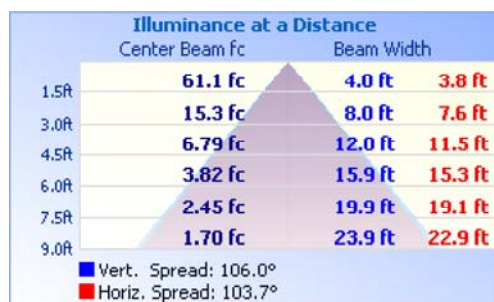 Illuminance at a Distance
Center Beam fc Beam Width
1.5ft 61.1 fc 4.0 ft 3.8 ft
3.0ft 15.3 fc 8.0 ft 7.6 ft
4.5ft 6.79 fc 12.0 ft 11.5 ft
6.0ft 3.82 fc 15.9 ft 15.3 ft
7.5ft 2.45 fc 19.9 ft 19.1 ft
9.0ft 1.70 fc 23.9 ft 22.9 ft
Vert. Spread: 106.0°
Horiz. Spread: 103.7°